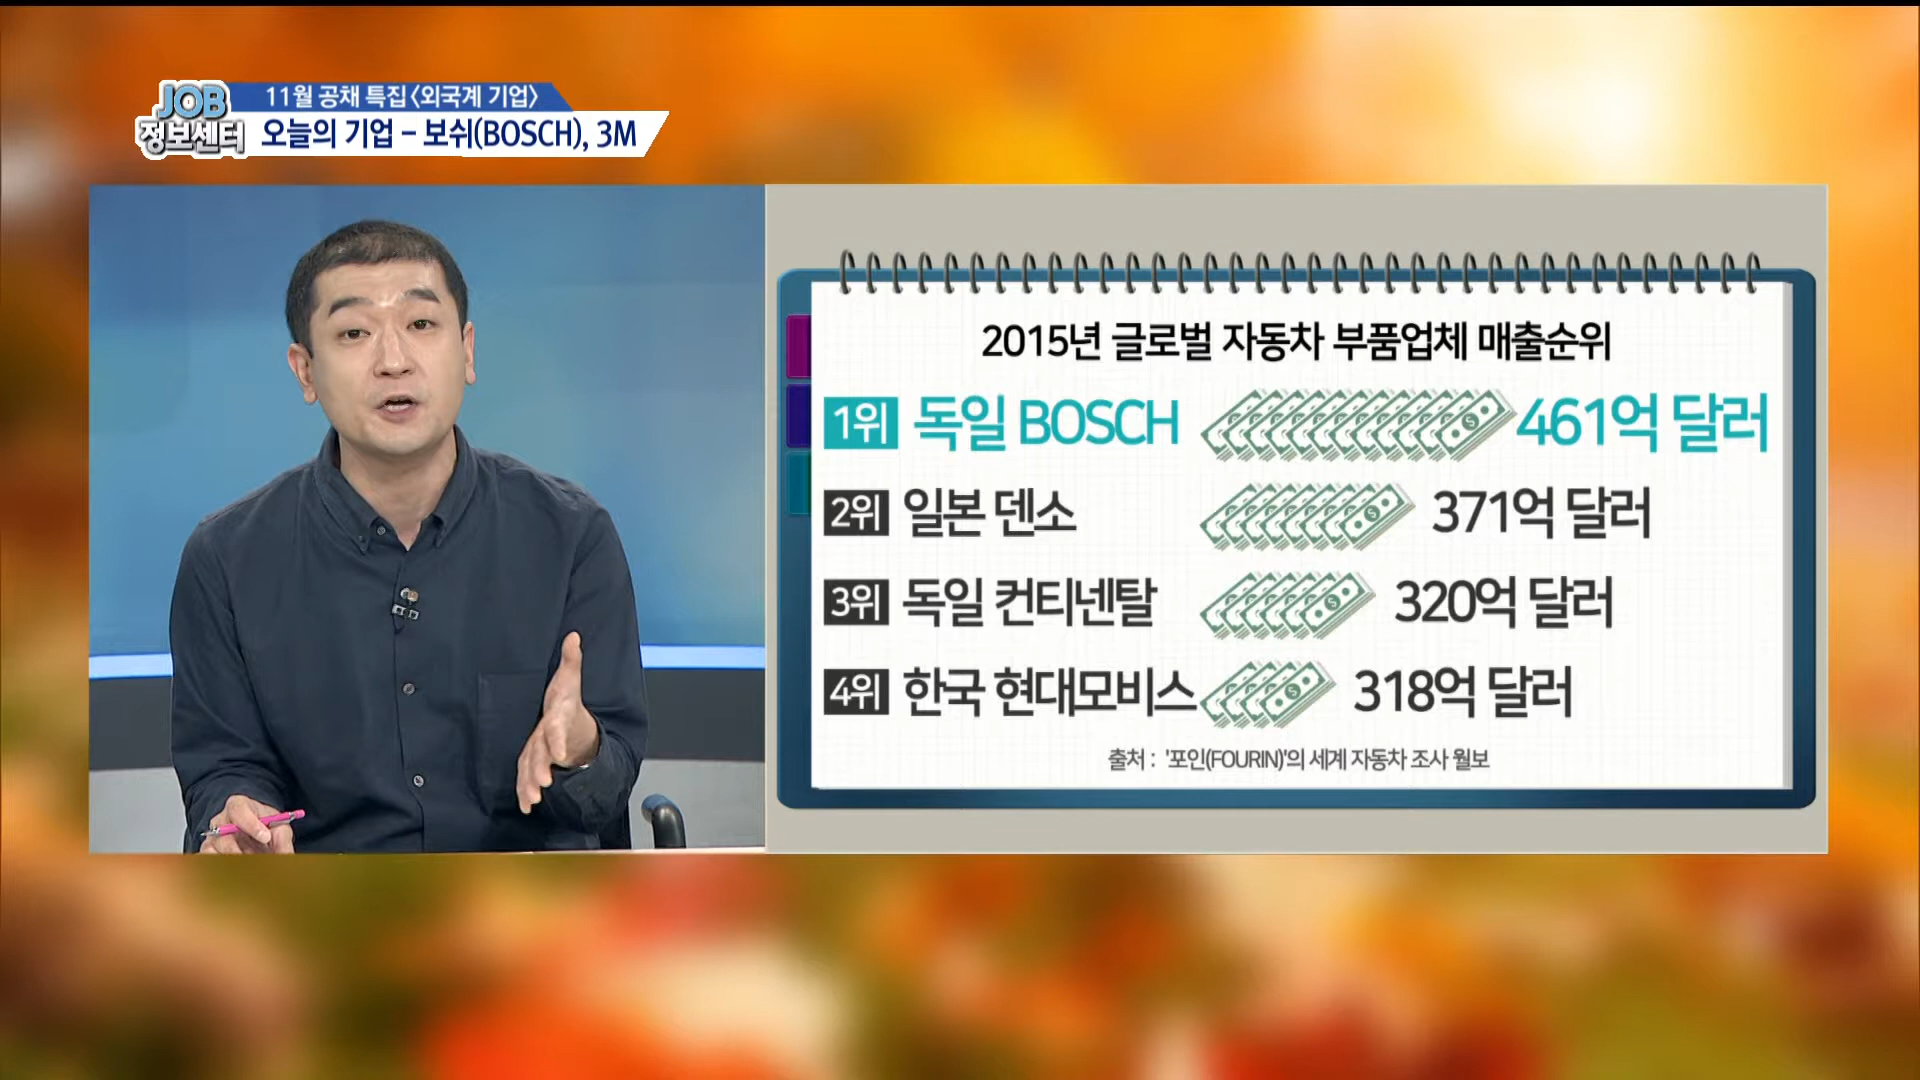 JOB
정보센터
11월 공채 특집<외국계 기업>
오늘의 기업 - 보쉬(BOSCH), 3M
2015년 글로벌 자동차 부품업체 매출순위
1위 독일 BOSCH 461억 달러
2위 일본 덴소 371억 달러
3위 독일 컨티넨탈 320억 달러
4위 한국 현대모비스 318억 달러
출처 : '포인(FOURIN)'의 세계 자동차 조사 월보